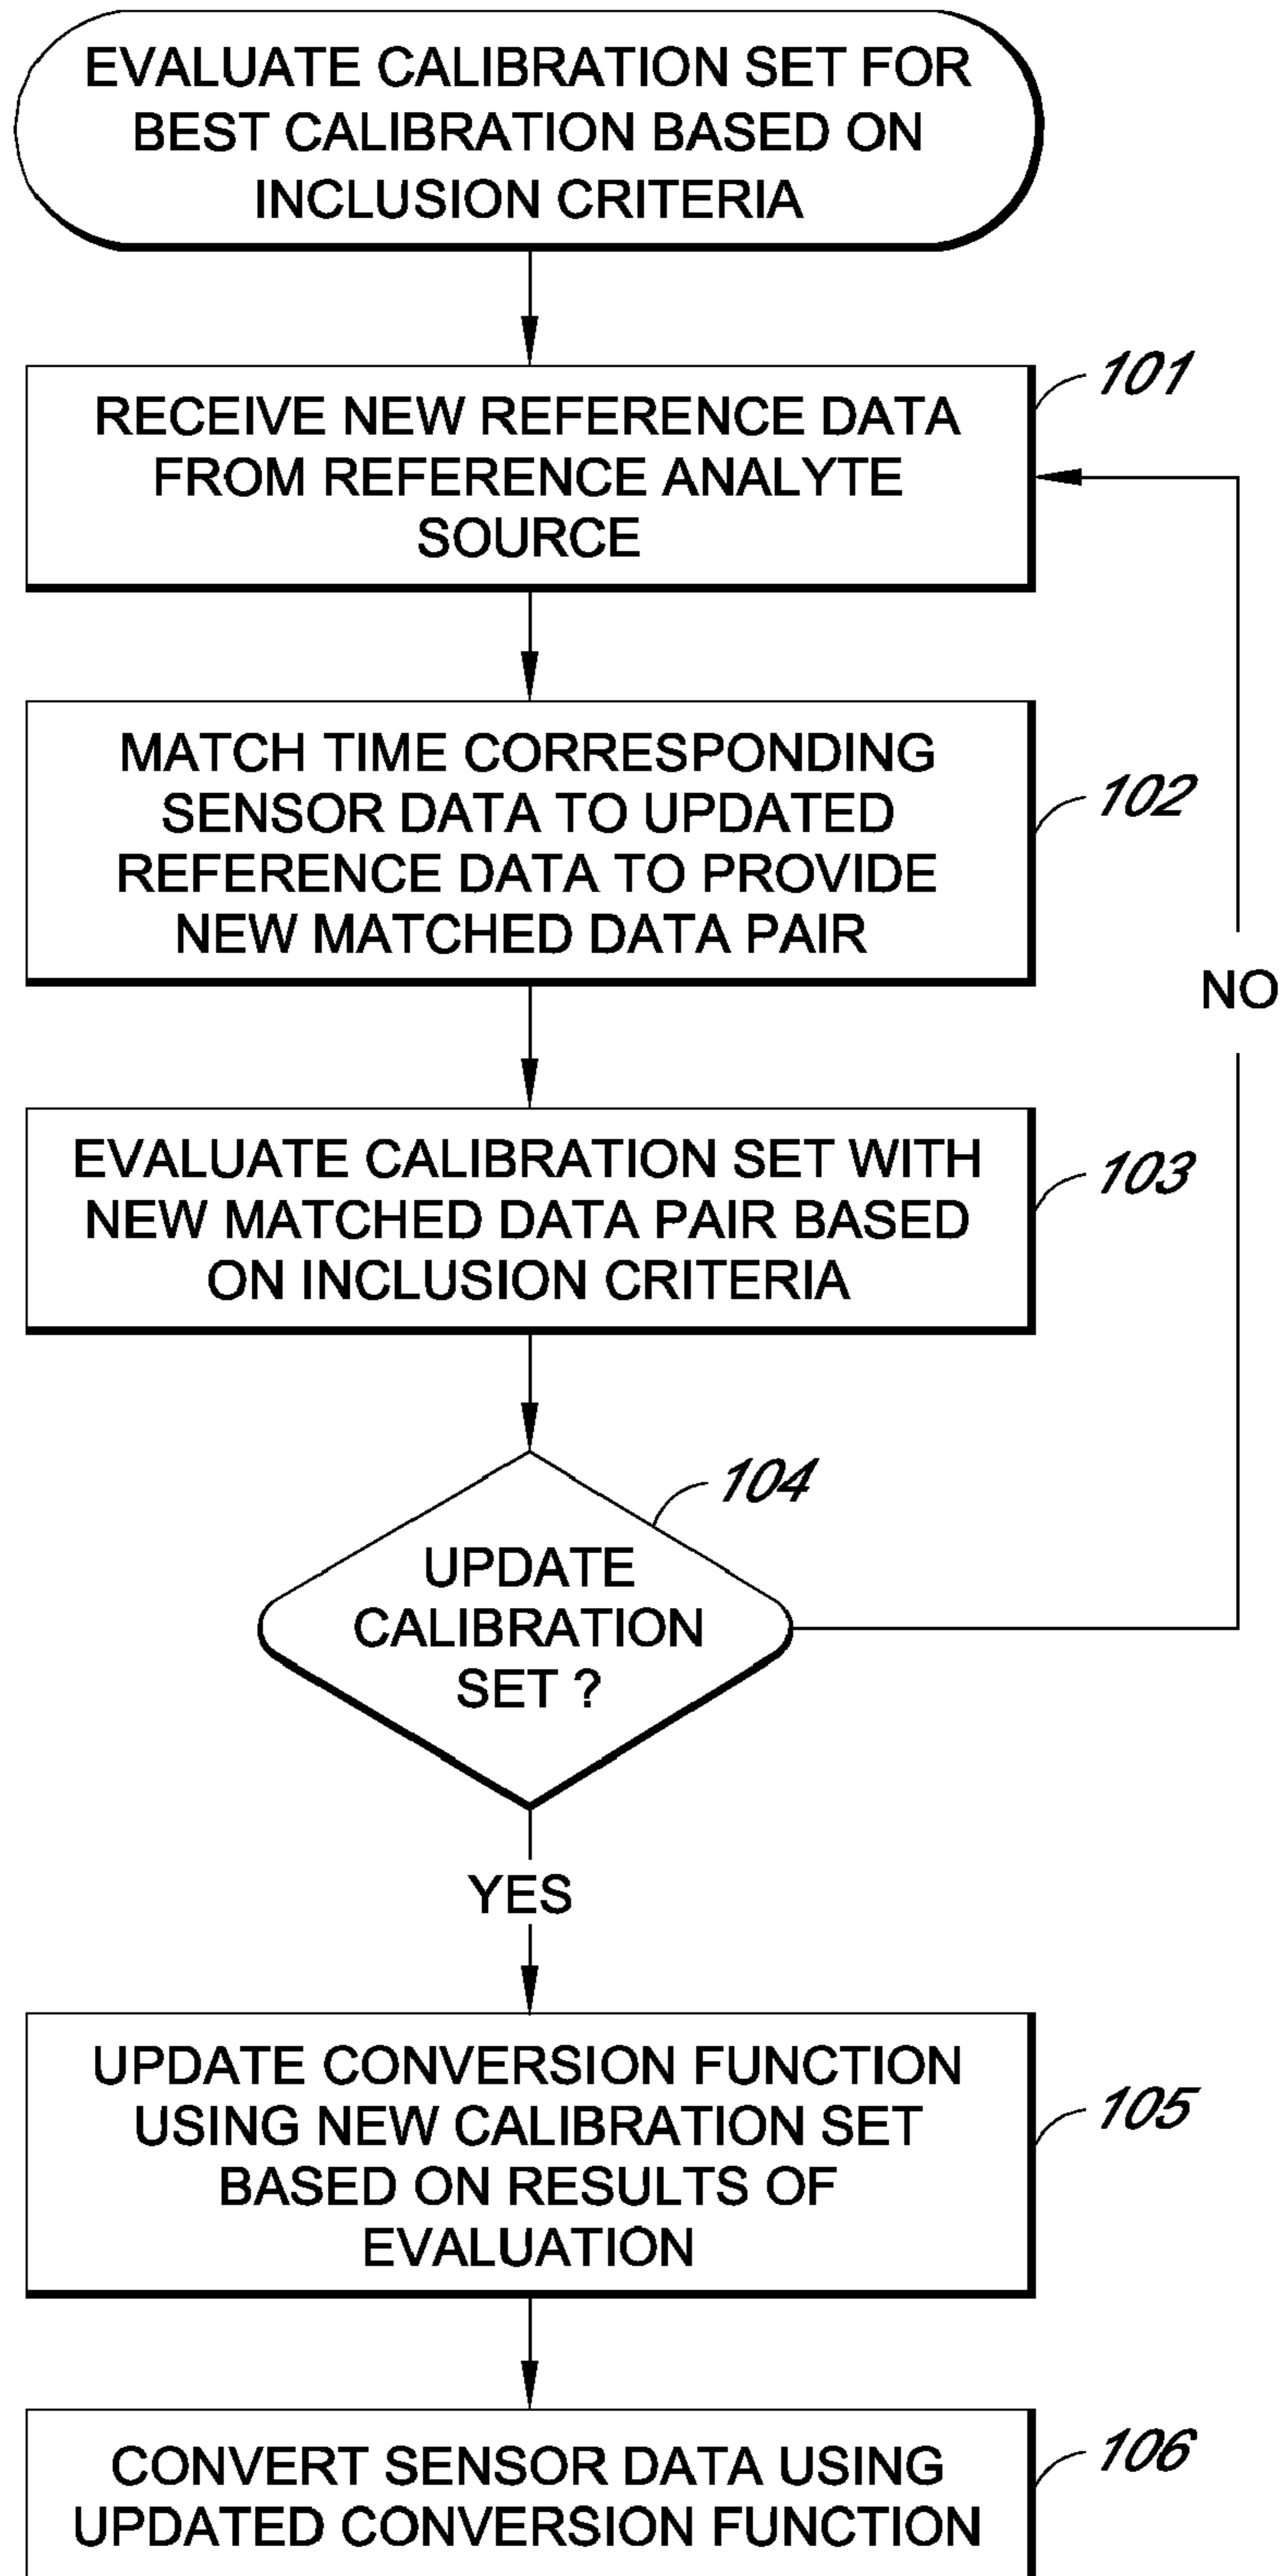 EVALUATE CALIBRATION SET FOR
BEST CALIBRATION BASED ON
INCLUSION CRITERIA
101
RECEIVE NEW REFERENCE DATA
FROM REFERENCE ANALYTE
SOURCE
102
MATCH TIME CORRESPONDING
SENSOR DATA TO UPDATED
REFERENCE DATA TO PROVIDE
NEW MATCHED DATA PAIR
NO
103
EVALUATE CALIBRATION SET WITH
NEW MATCHED DATA PAIR BASED
ON INCLUSION CRITERIA
104
UPDATE
CALIBRATION
SET ?
YES
105
UPDATE CONVERSION FUNCTION
USING NEW CALIBRATION SET
BASED ON RESULTS OF
EVALUATION
106
CONVERT SENSOR DATA USING
UPDATED CONVERSION FUNCTION